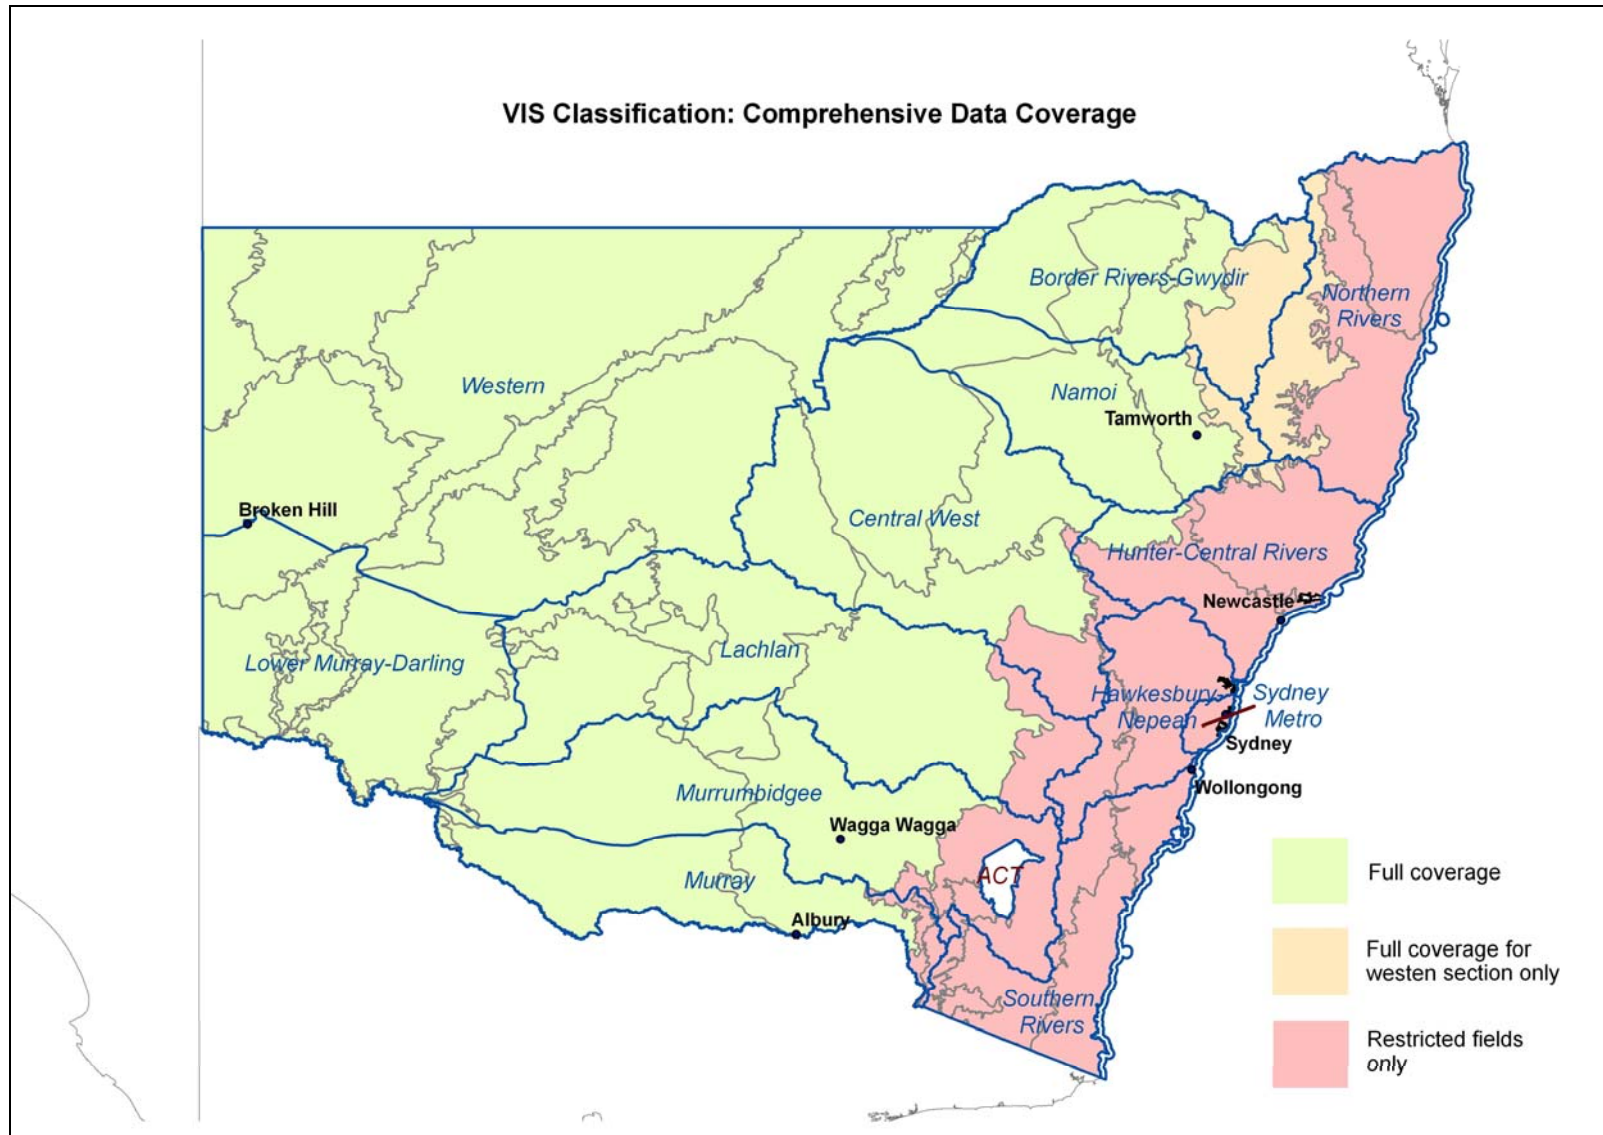 VIS Classification: Comprehensive Data Coverage
Border Rivers-Gwydir
Northern
Rivers
Western
Namoi
Tamworth
Broken Hill
Central West
Hunter-Central Rivers
Newcastle
Lachlan
Lower Murray-Darling
Hawkesbury-
Nepean
Sydney
Metro
Sydney
Wollongong
Murrumbidgee
Wagga Wagga
ACT
Murray
Albury
Southern
Rivers
Full coverage
Full coverage for
westen section only
Restricted fields
only